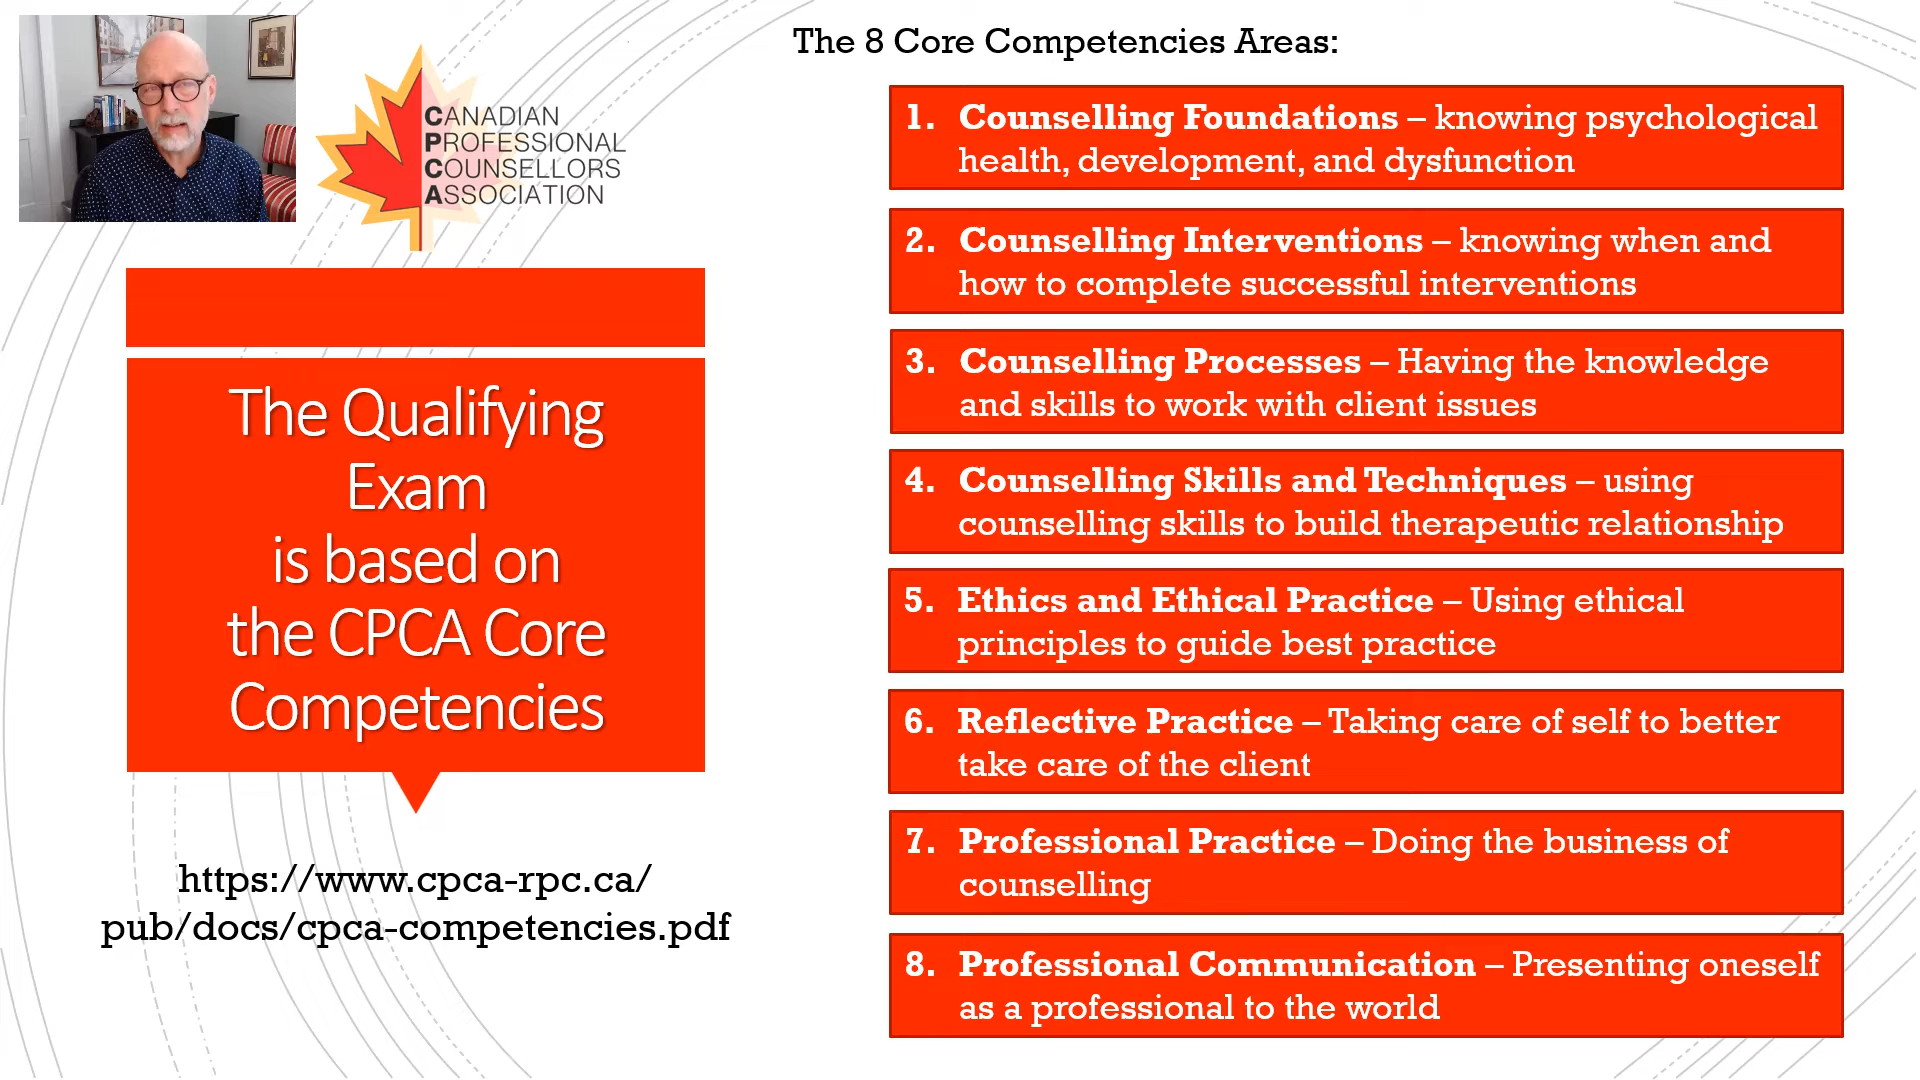 CANADIAN
PROFESSIONAL
COUNSELLORS
ASSOCIATION
The Qualifying
Exam
is based on
the CPCA Core
Competencies
https://www.cpca-rpc.ca/
pub/docs/cpca-competencies.pdf
The 8 Core Competencies Areas:
1. Counselling Foundations – knowing psychological
health, development, and dysfunction
2. Counselling Interventions – knowing when and
how to complete successful interventions
3. Counselling Processes – Having the knowledge
and skills to work with client issues
4. Counselling Skills and Techniques – using
counselling skills to build therapeutic relationship
5. Ethics and Ethical Practice – Using ethical
principles to guide best practice
6. Reflective Practice – Taking care of self to better
take care of the client
7. Professional Practice – Doing the business of
counselling
8. Professional Communication – Presenting oneself
as a professional to the world